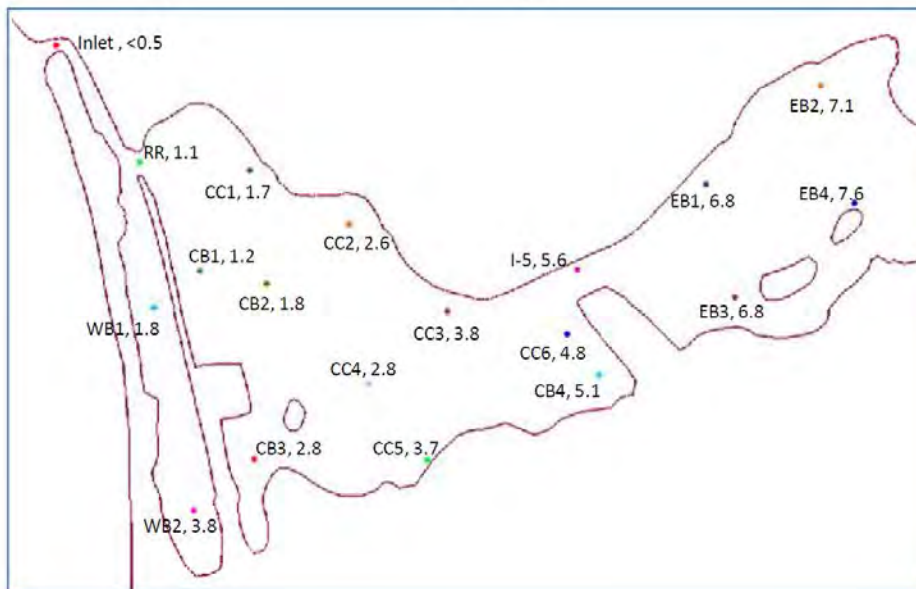 Inlet , <0.5
EB2, 7.1
RR, 1.1
CC1, 1.7
EB1, 6.8
EB4, 7.6
CC2, 2.6
I-5, 5.6
CB1, 1.2
CB2, 1.8
WB1, 1.8
EB3, 6.8
CC3, 3.8
CC6, 4.8
CC4, 2.8
CB4, 5.1
CB3, 2.8
CC5, 3.7
WB2, 3.8